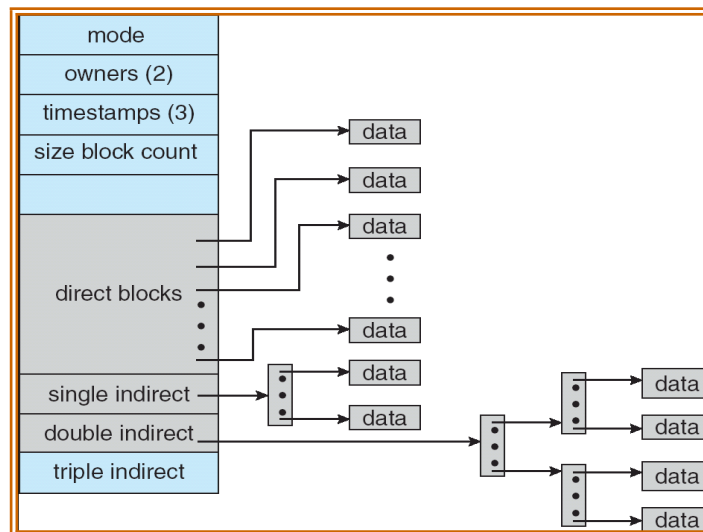 mode
owners (2)
timestamps (3)
size block count
direct blocks
single indirect
double indirect
triple indirect
data
data
data
data
data
data
data
data
data
data